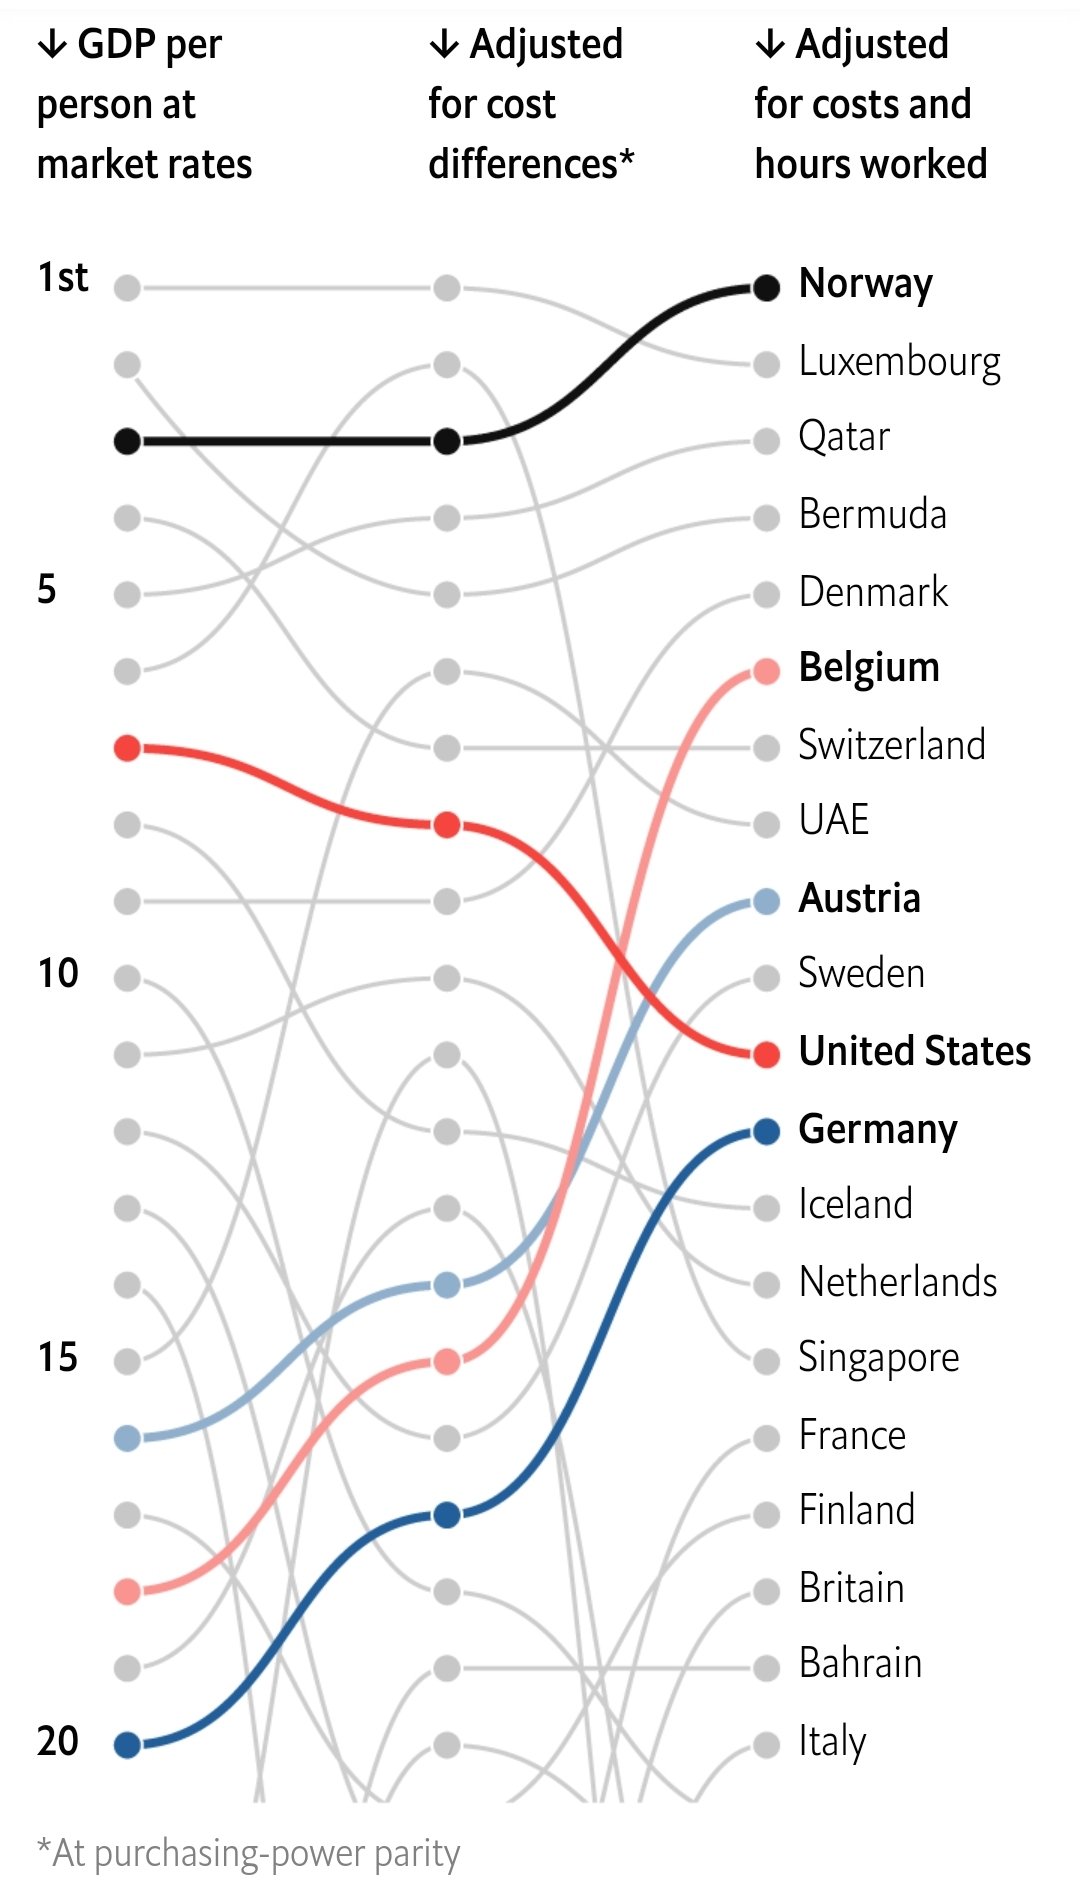 ↓ GDP per
person at
market rates
↓ Adjusted
for cost
differences*
↓ Adjusted
for costs and
hours worked
1st
5
10
15
20
Norway
Luxembourg
Qatar
Bermuda
Denmark
Belgium
Switzerland
UAE
Austria
Sweden
United States
Germany
Iceland
Netherlands
Singapore
France
Finland
Britain
Bahrain
Italy
*At purchasing-power parity